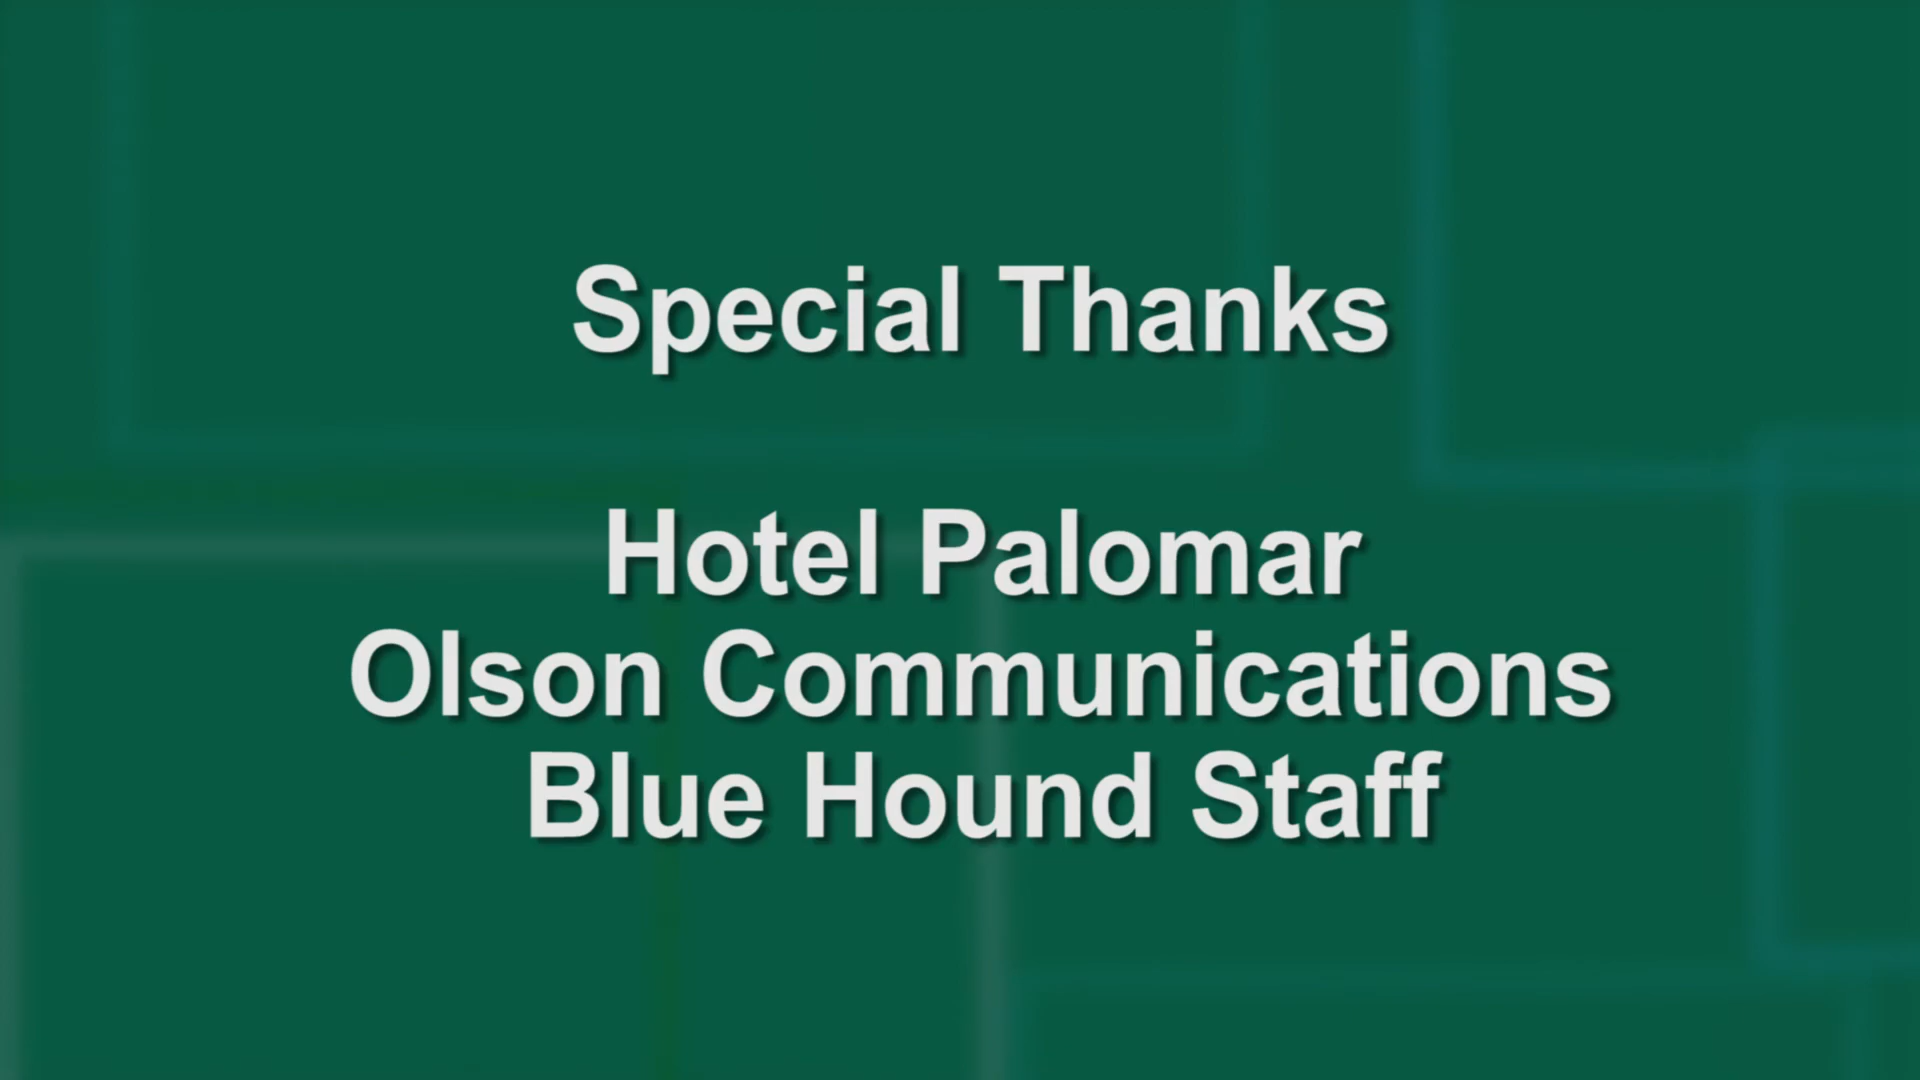 Special Thanks
Hotel Palomar
Olson Communications
Blue Hound Staff